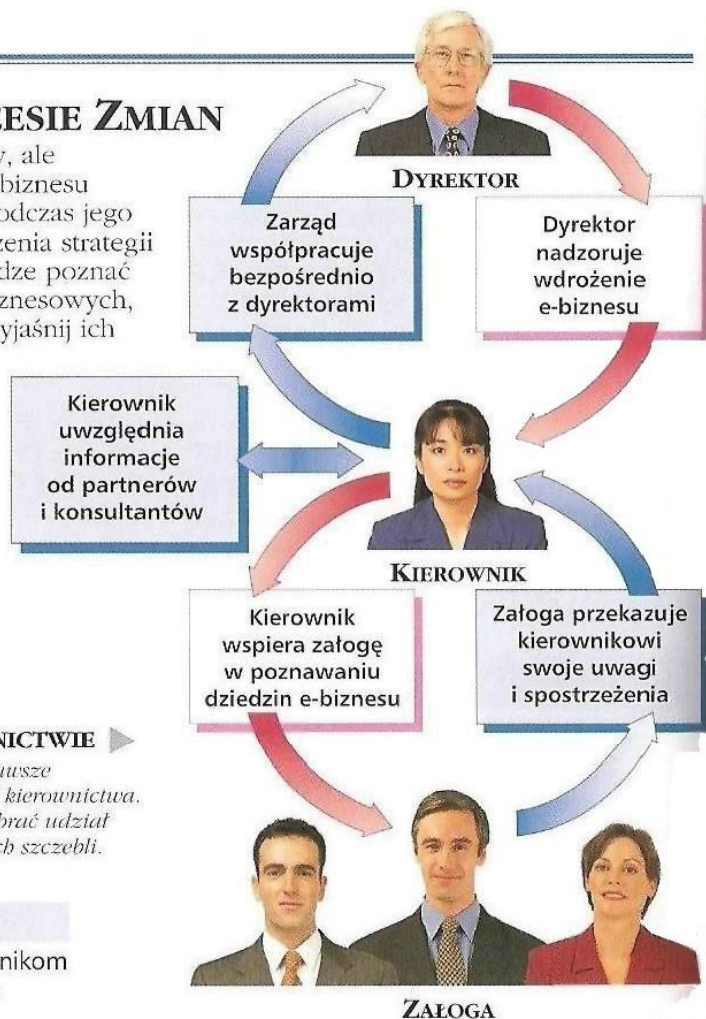 ESIE ZMIAN
, ale
biznesu
odczas jego
zenia strategii
dze poznać
znesowych,
yjaśnij ich
DYREKTOR
Zarząd
współpracuje
bezpośrednio
z dyrektorami
Dyrektor
nadzoruje
wdrożenie
e-biznesu
Kierownik
uwzględnia
informacje
od partnerów
i konsultantów
KIEROWNIK
Kierownik
wspiera załogę
w poznawaniu
dziedzin e-biznesu
Załoga przekazuje
kierownikowi
swoje uwagi
i spostrzeżenia
NICTWIE
wsze
kierownictwa.
brać udział
ch szczebli.
nikom
ZAŁOGA